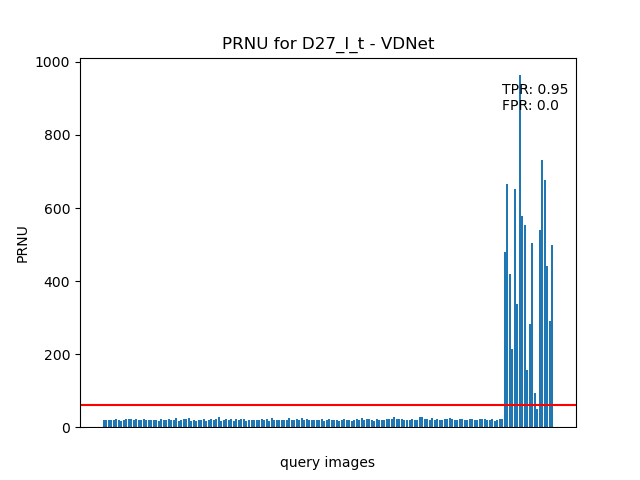 PRNU for D27_I_t - VDNet
1000
TPR: 0.95
FPR: 0.0
800
600
PRNU
400
200
0
query images